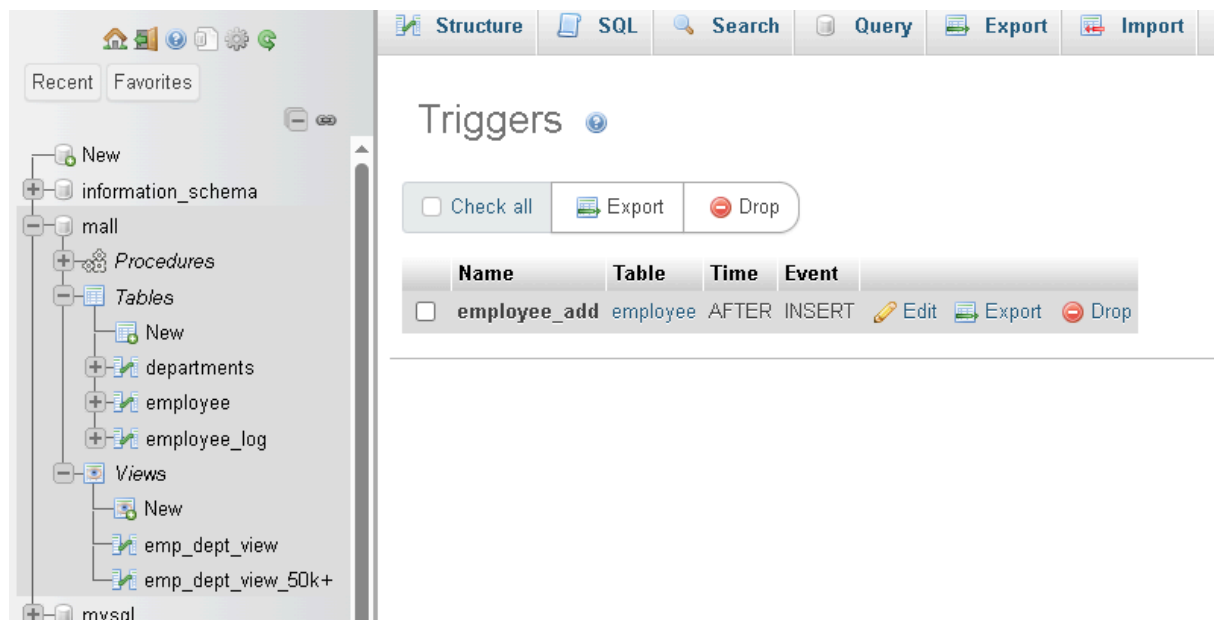 Recent Favorites
New
information_schema
mall
Procedures
Tables
New
departments
employee
employee_log
Views
New
emp_dept_view
emp_dept_view_50k+
mysql
Structure SQL Search Query Export Import
Triggers
Check all Export Drop
Name Table Time Event
employee_add employee AFTER INSERT Edit Export Drop